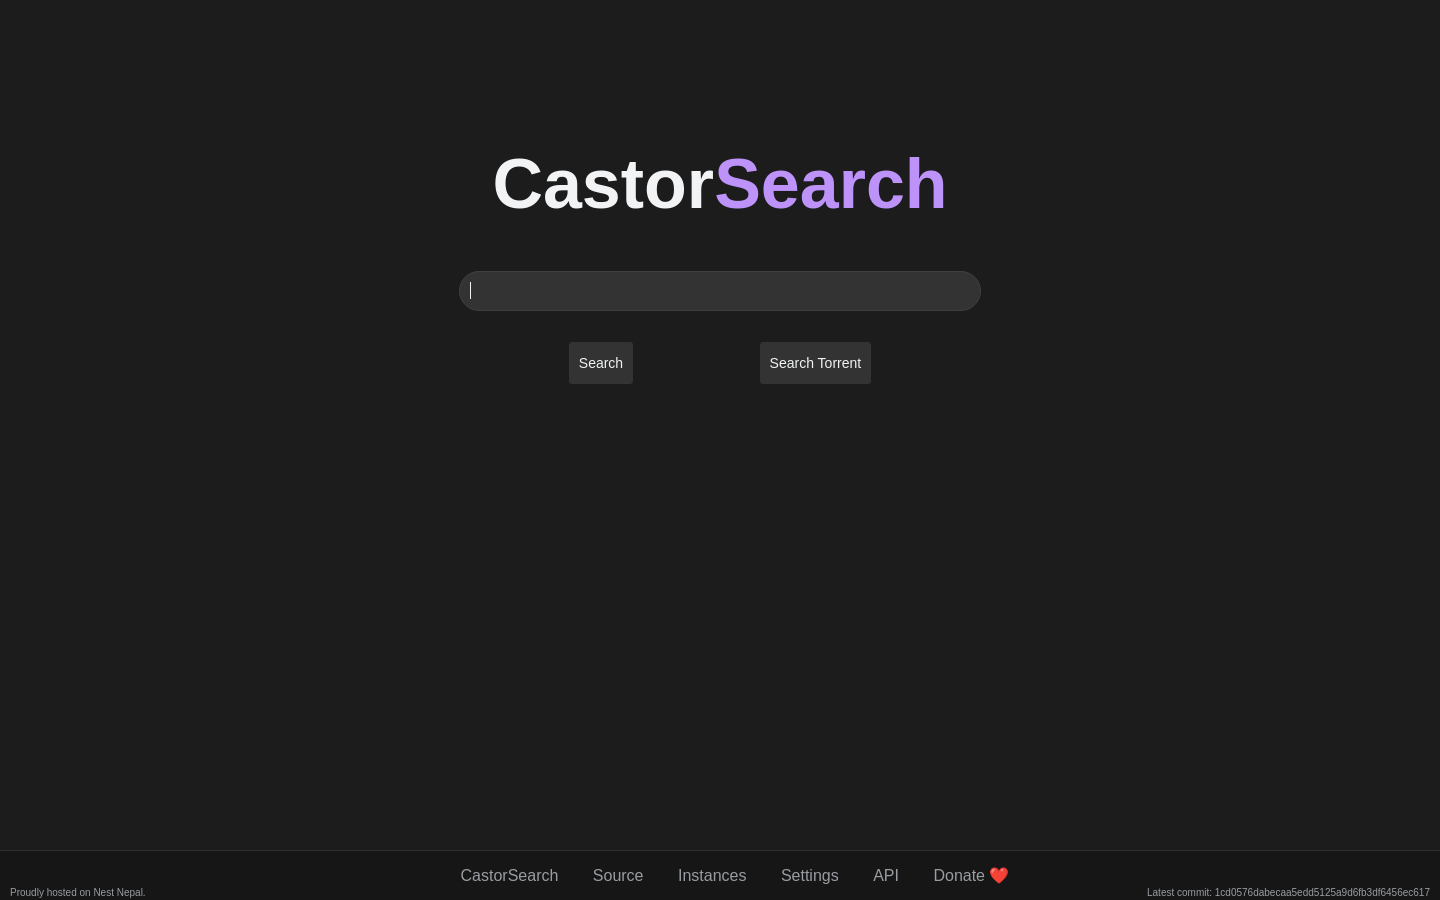 CastorSearch
Search
Search Torrent
CastorSearch
Source
Instances
Settings
API
Donate ❤️
Proudly hosted on Nest Nepal.
Latest commit: 1cd0576dabecaa5edd5125a9d6fb3df6456ec617